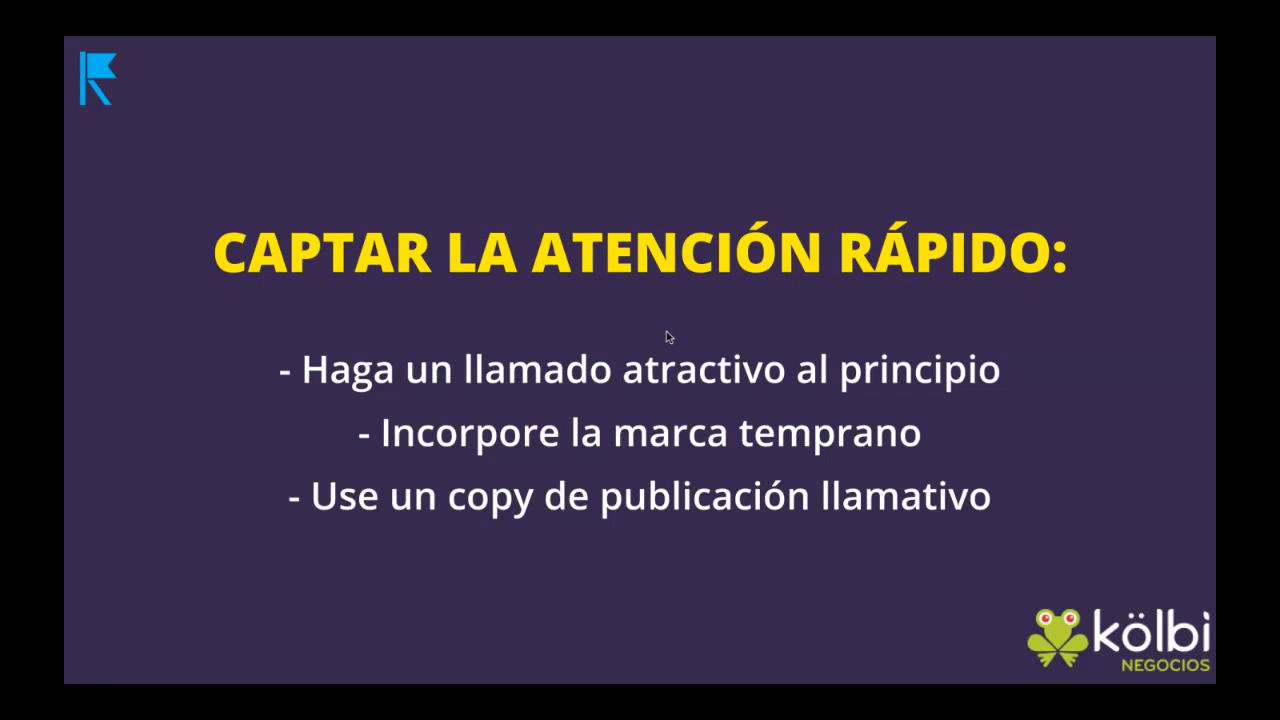 CAPTAR LA ATENCIÓN RÁPIDO:
- Haga un llamado atractivo al principio
- Incorpore la marca temprano
- Use un copy de publicación llamativo
kölbi
NEGOCIOS